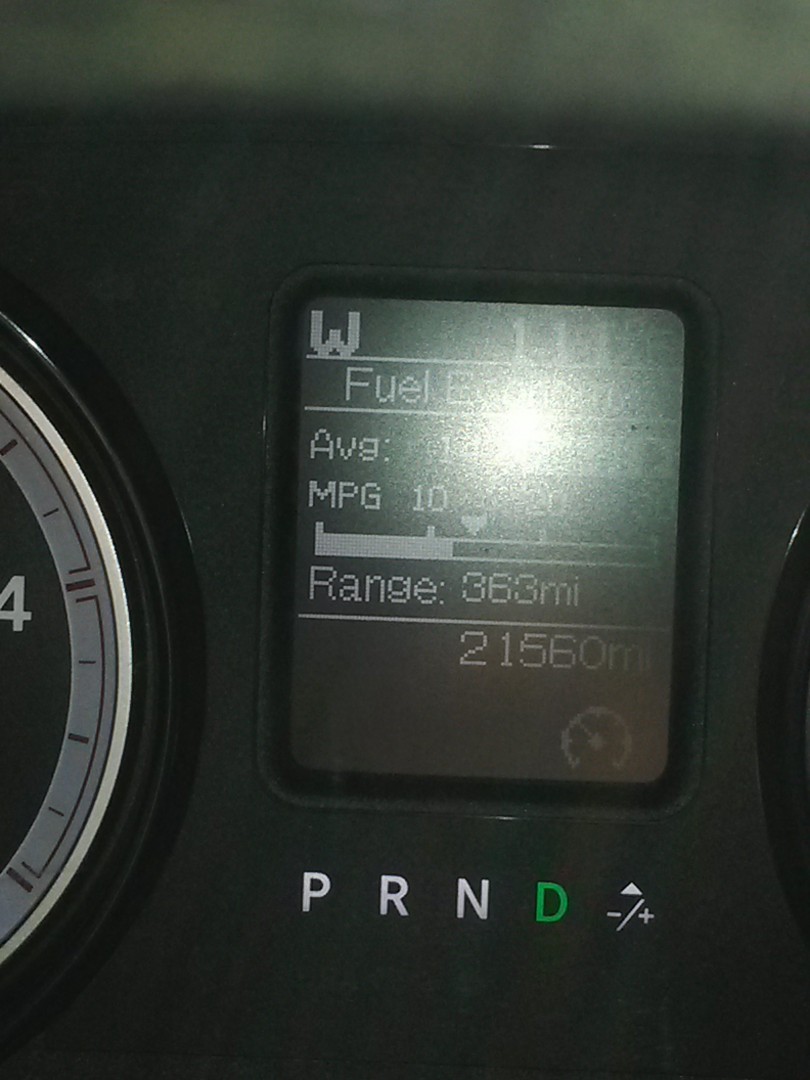 W
Fuel
Avg:
MPG 10
Range: 363mi
21560mi
4
P R N D -/+